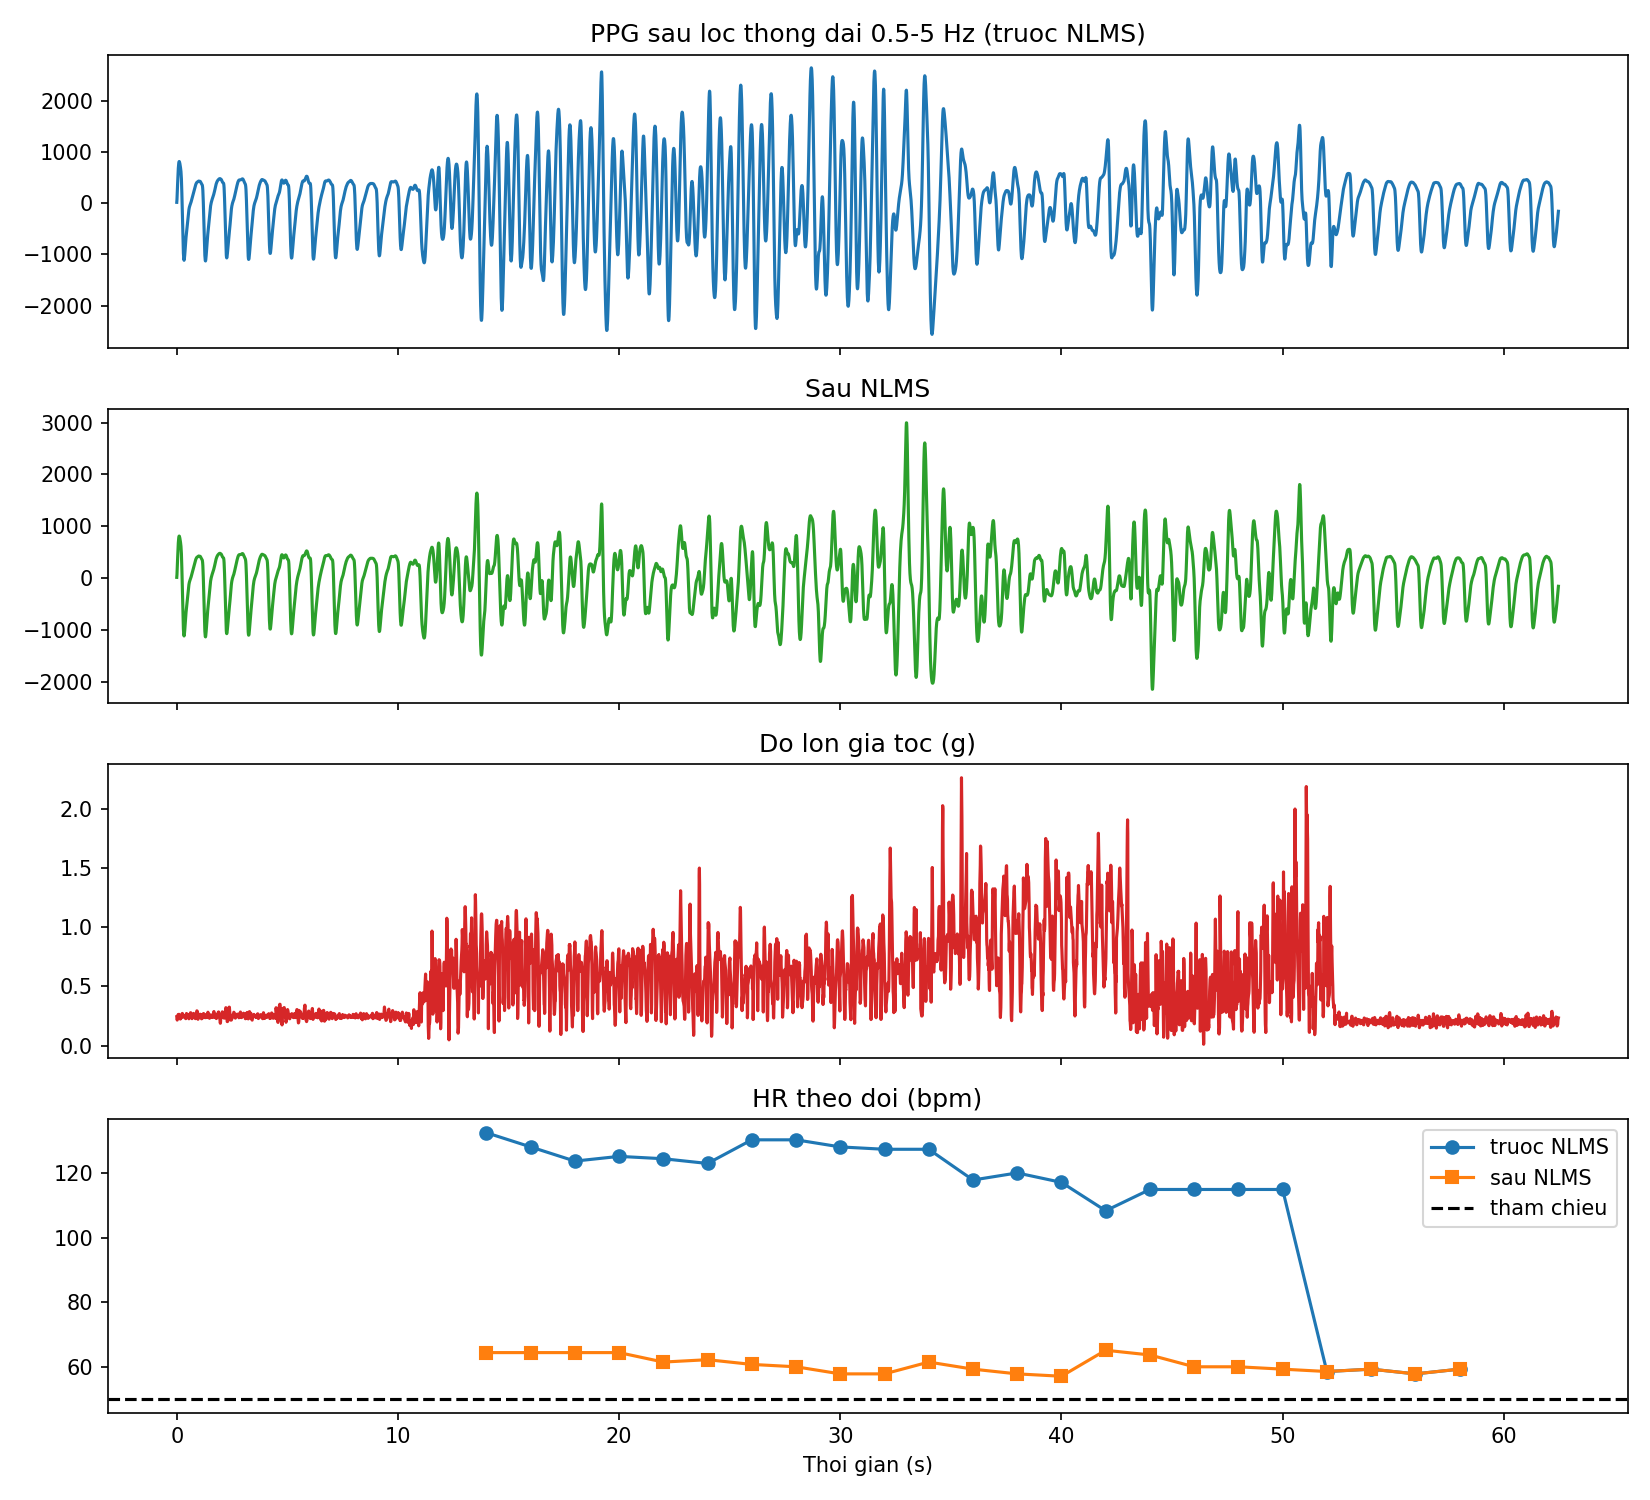 PPG sau loc thong dai 0.5-5 Hz (truoc NLMS)
2000
1000
0
−1000
−2000
Sau NLMS
3000
2000
1000
0
−1000
−2000
Do lon gia toc (g)
2.0
1.5
1.0
0.5
0.0
HR theo doi (bpm)
120
100
80
60
truoc NLMS
sau NLMS
tham chieu
0 10 20 30 40 50 60
Thoi gian (s)